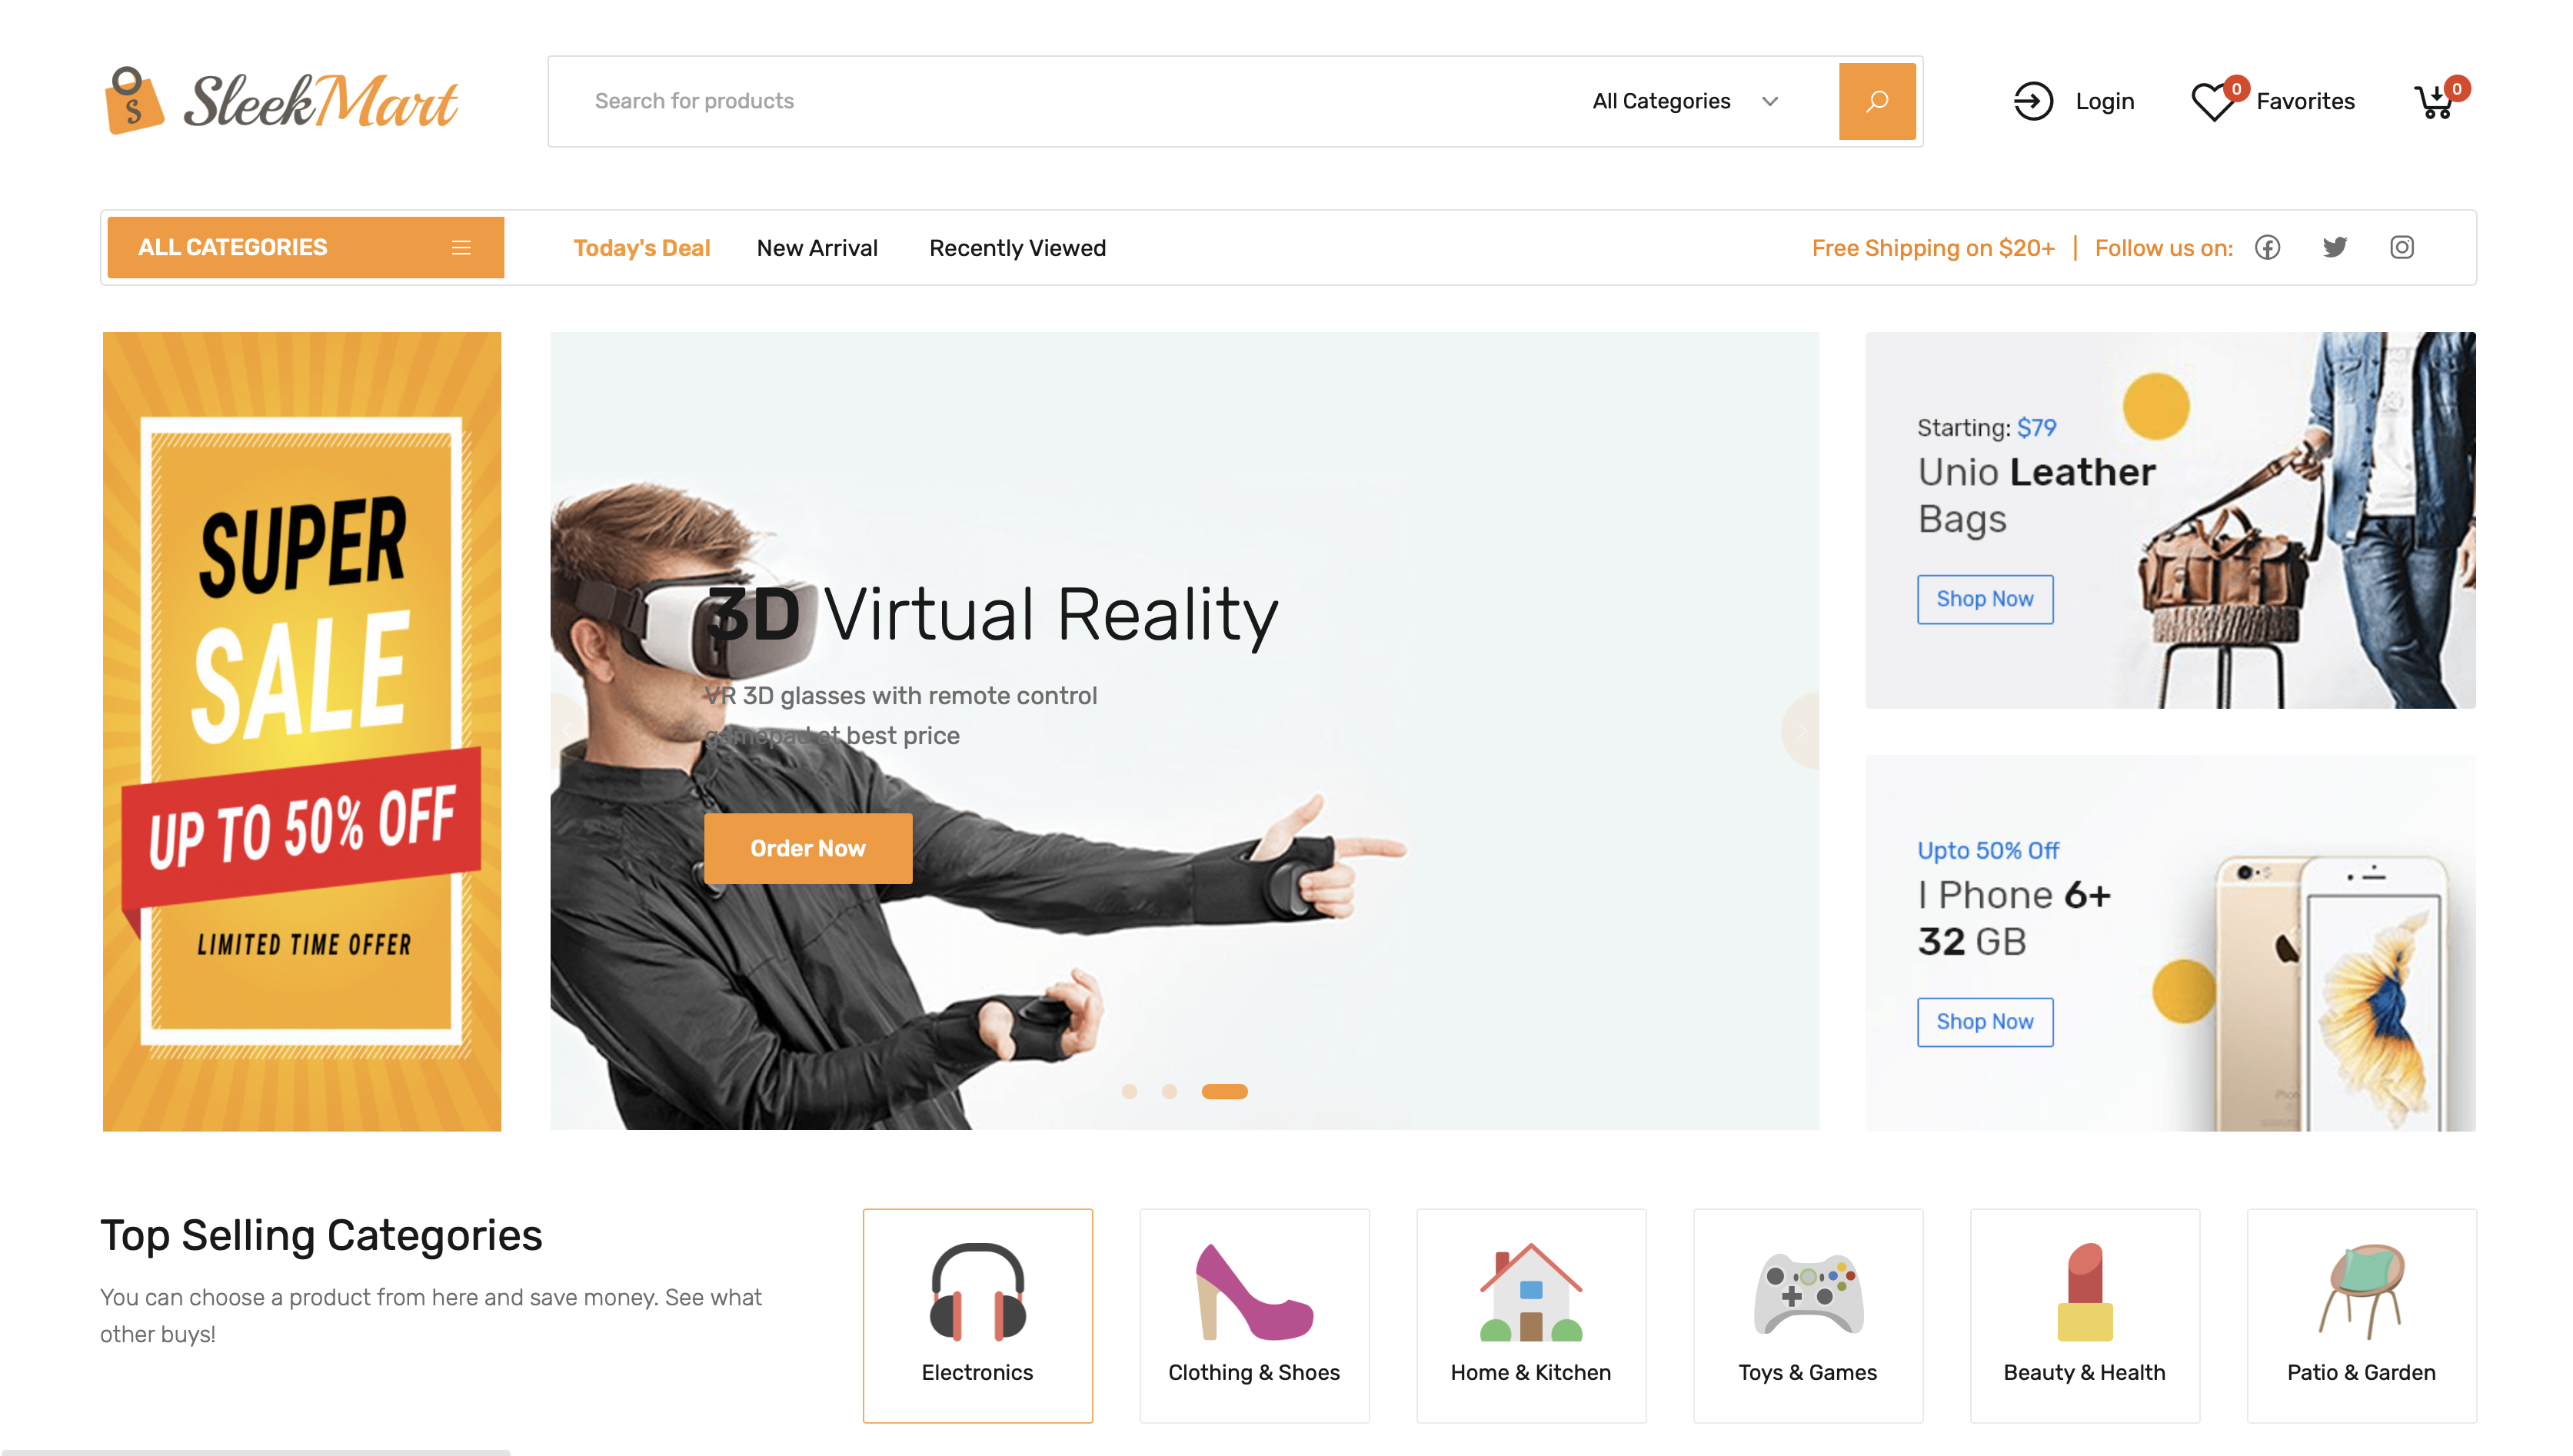 S SleekMart
Search for products
All Categories
Login
0
Favorites
0
ALL CATEGORIES
Today's Deal
New Arrival
Recently Viewed
Free Shipping on $20+ | Follow us on:
SUPER
SALE
UP TO 50% OFF
LIMITED TIME OFFER
3D Virtual Reality
VR 3D glasses with remote control
gamepad at best price
Order Now
Starting: $79
Unio Leather
Bags
Shop Now
Upto 50% Off
I Phone 6+
32 GB
Shop Now
Top Selling Categories
You can choose a product from here and save money. See what
other buys!
Electronics
Clothing & Shoes
Home & Kitchen
Toys & Games
Beauty & Health
Patio & Garden